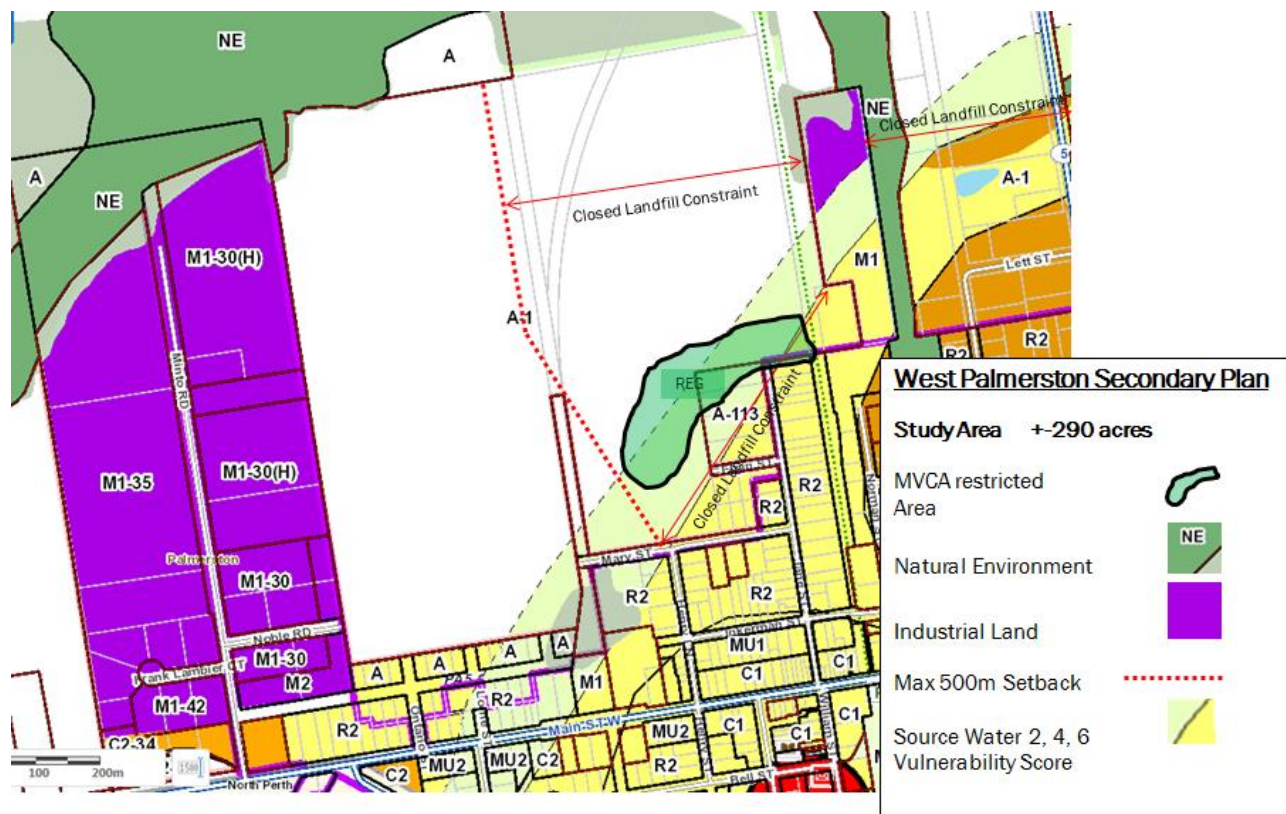 NE
A
NE
Closed Landfill Constraint
5
A
NE
A-1
Closed Landfill Constraint
M1-30(H)
M1
Lett ST
A-1
R2
R2
Minto RD
REG
A-113
Closed Landfill Constraint
M1-30(H)
M1-35
R2
R2
Palmerston
Mary ST
M1-30
R2
R2
Noble RD
MU1
M1-30
A
A
A
A
C1
C1
Frank Lambier CT
M2
M1
R2
M1-42
R2
Main ST W
MU2
C1
C1
C1
C2-34
MU2
MU2
C2
R2
C2
Bell ST
100
200m
North Perth
West Palmerston Secondary Plan
Study Area +-290 acres
MVCA restricted
Area
NE
Natural Environment
Industrial Land
Max 500m Setback
Source Water 2, 4, 6
Vulnerability Score